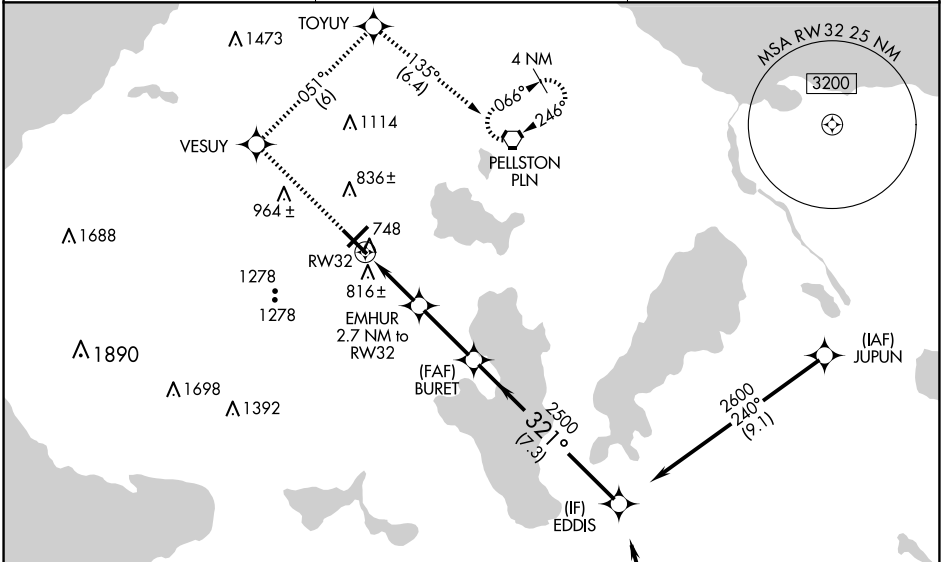 TOYUY
1473
051°
(6)
135°
(6.4)
4 NM
066°
246°
MSA RW32 25 NM
3200
1114
VESUY
PELLSTON
PLN
836±
964±
748
1688
RW32
816±
1278
1278
EMHUR
2.7 NM to
RW32
1890
(FAF)
BURET
(IAF)
JUPUN
1698
1392
2500
321°
(7.3)
2600
240°
(9.1)
(IF)
EDDIS